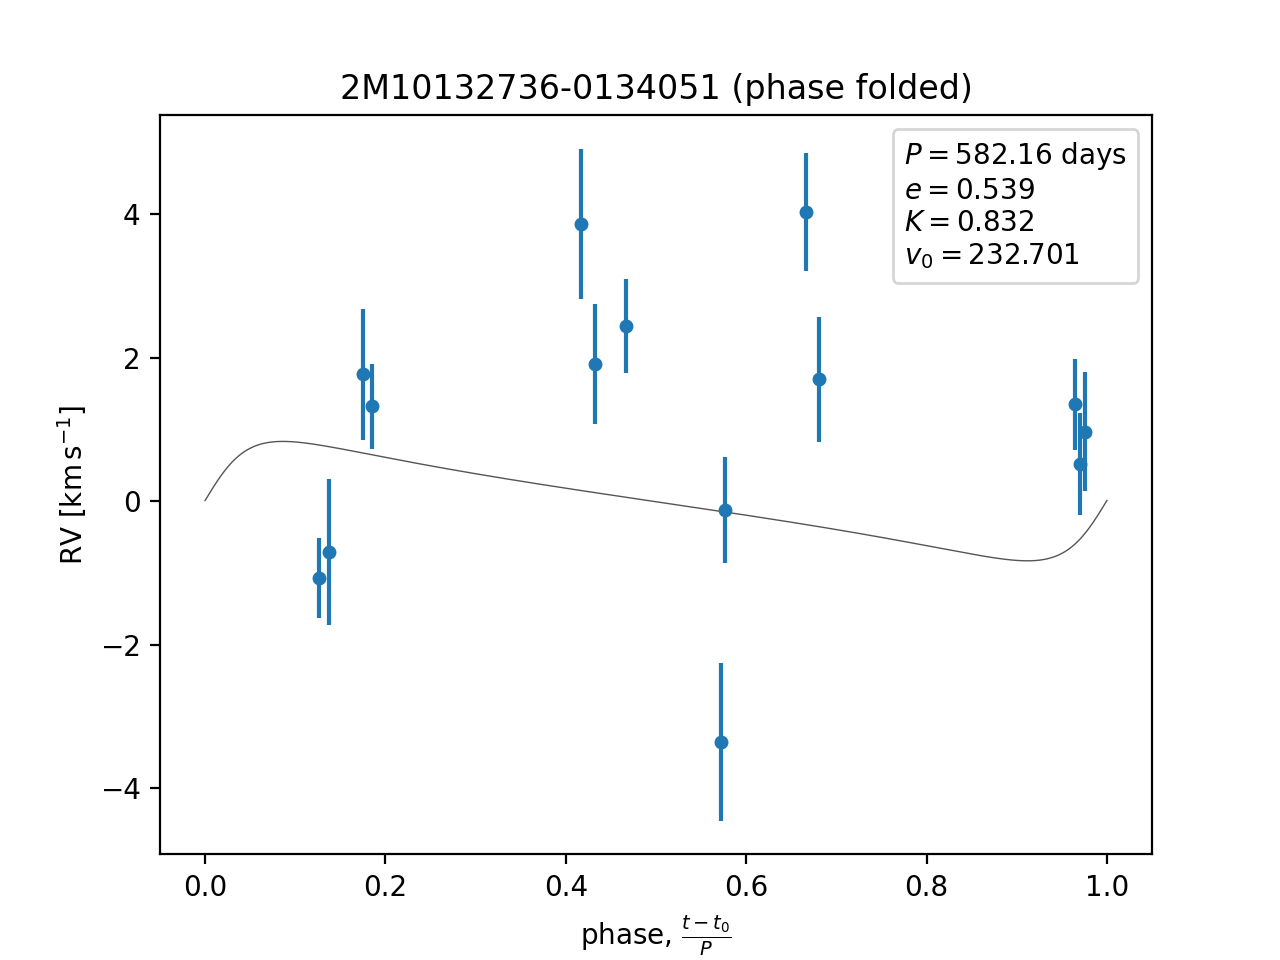 2M10132736-0134051 (phase folded)
P = 582.16 days
e = 0.539
K = 0.832
v₀ = 232.701
RV [km s⁻¹]
4
2
0
−2
−4
0.0 0.2 0.4 0.6 0.8 1.0
phase, (t − t₀)/P